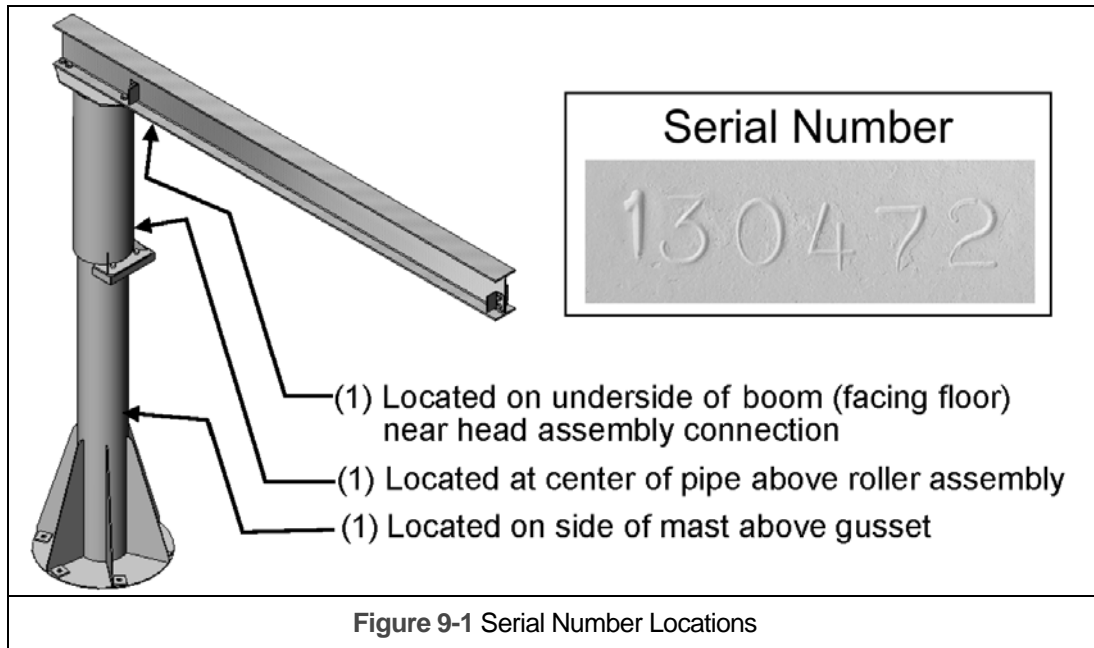 Serial Number
130472
(1) Located on underside of boom (facing floor)
near head assembly connection
(1) Located at center of pipe above roller assembly
(1) Located on side of mast above gusset
Figure 9-1 Serial Number Locations